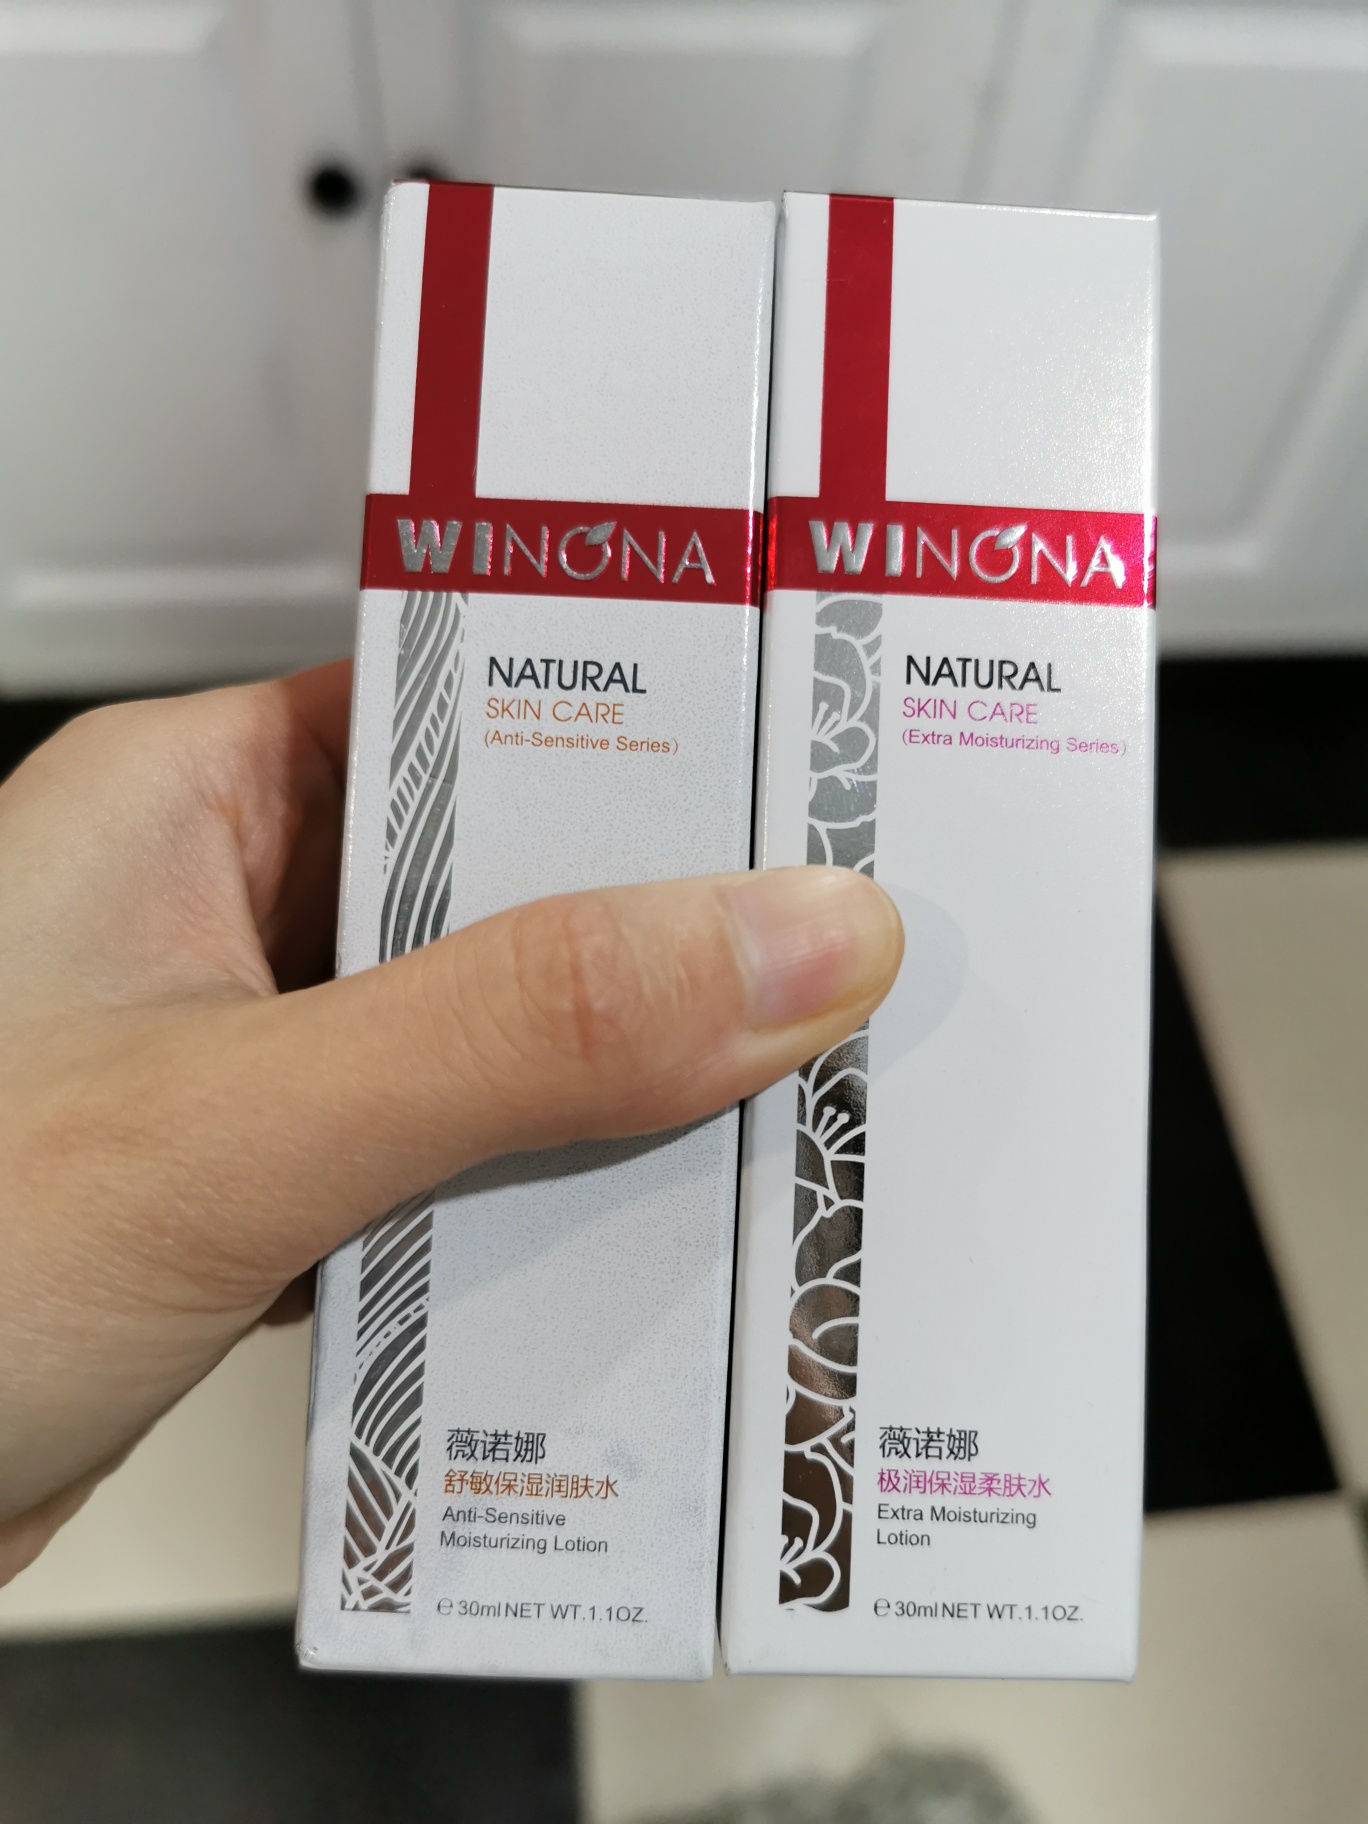 WINONA
NATURAL
SKIN CARE
(Anti-Sensitive Series)
薇诺娜
舒敏保湿润肤水
Anti-Sensitive
Moisturizing Lotion
℮ 30ml NET WT.1.1OZ.
WINONA
NATURAL
SKIN CARE
(Extra Moisturizing Series)
薇诺娜
极润保湿柔肤水
Extra Moisturizing
Lotion
℮ 30ml NET WT.1.1OZ.